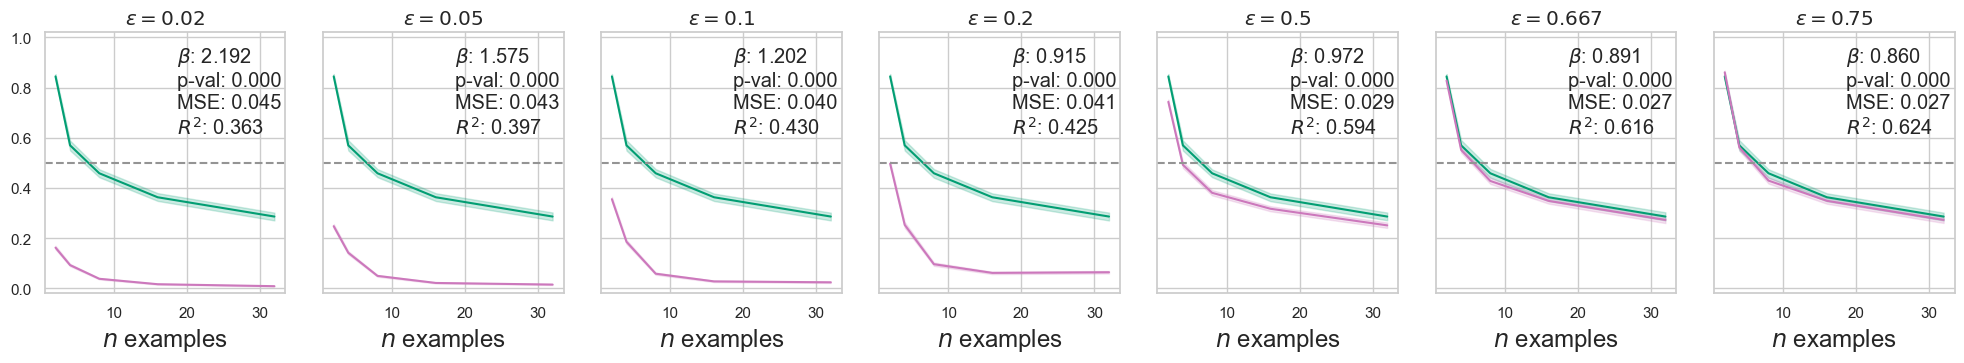 ε = 0.02
β: 2.192
p-val: 0.000
MSE: 0.045
R²: 0.363
1.0
0.8
0.6
0.4
0.2
0.0
10 20 30
n examples
ε = 0.05
β: 1.575
p-val: 0.000
MSE: 0.043
R²: 0.397
10 20 30
n examples
ε = 0.1
β: 1.202
p-val: 0.000
MSE: 0.040
R²: 0.430
10 20 30
n examples
ε = 0.2
β: 0.915
p-val: 0.000
MSE: 0.041
R²: 0.425
10 20 30
n examples
ε = 0.5
β: 0.972
p-val: 0.000
MSE: 0.029
R²: 0.594
10 20 30
n examples
ε = 0.667
β: 0.891
p-val: 0.000
MSE: 0.027
R²: 0.616
10 20 30
n examples
ε = 0.75
β: 0.860
p-val: 0.000
MSE: 0.027
R²: 0.624
10 20 30
n examples